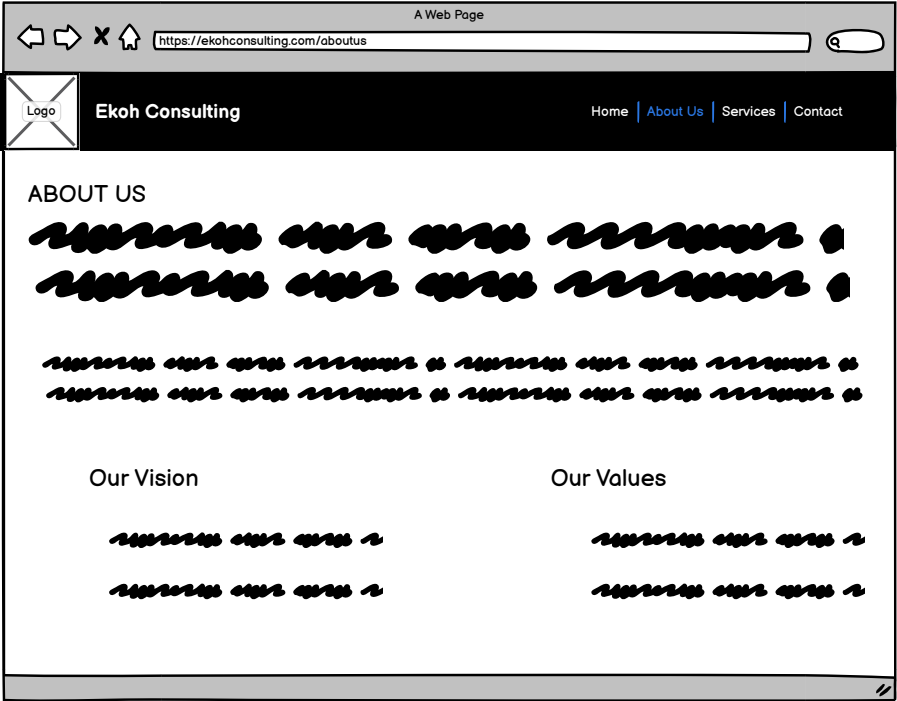 A Web Page
https://ekohconsulting.com/aboutus
Logo
Ekoh Consulting
Home About Us Services Contact
ABOUT US
Our Vision
Our Values